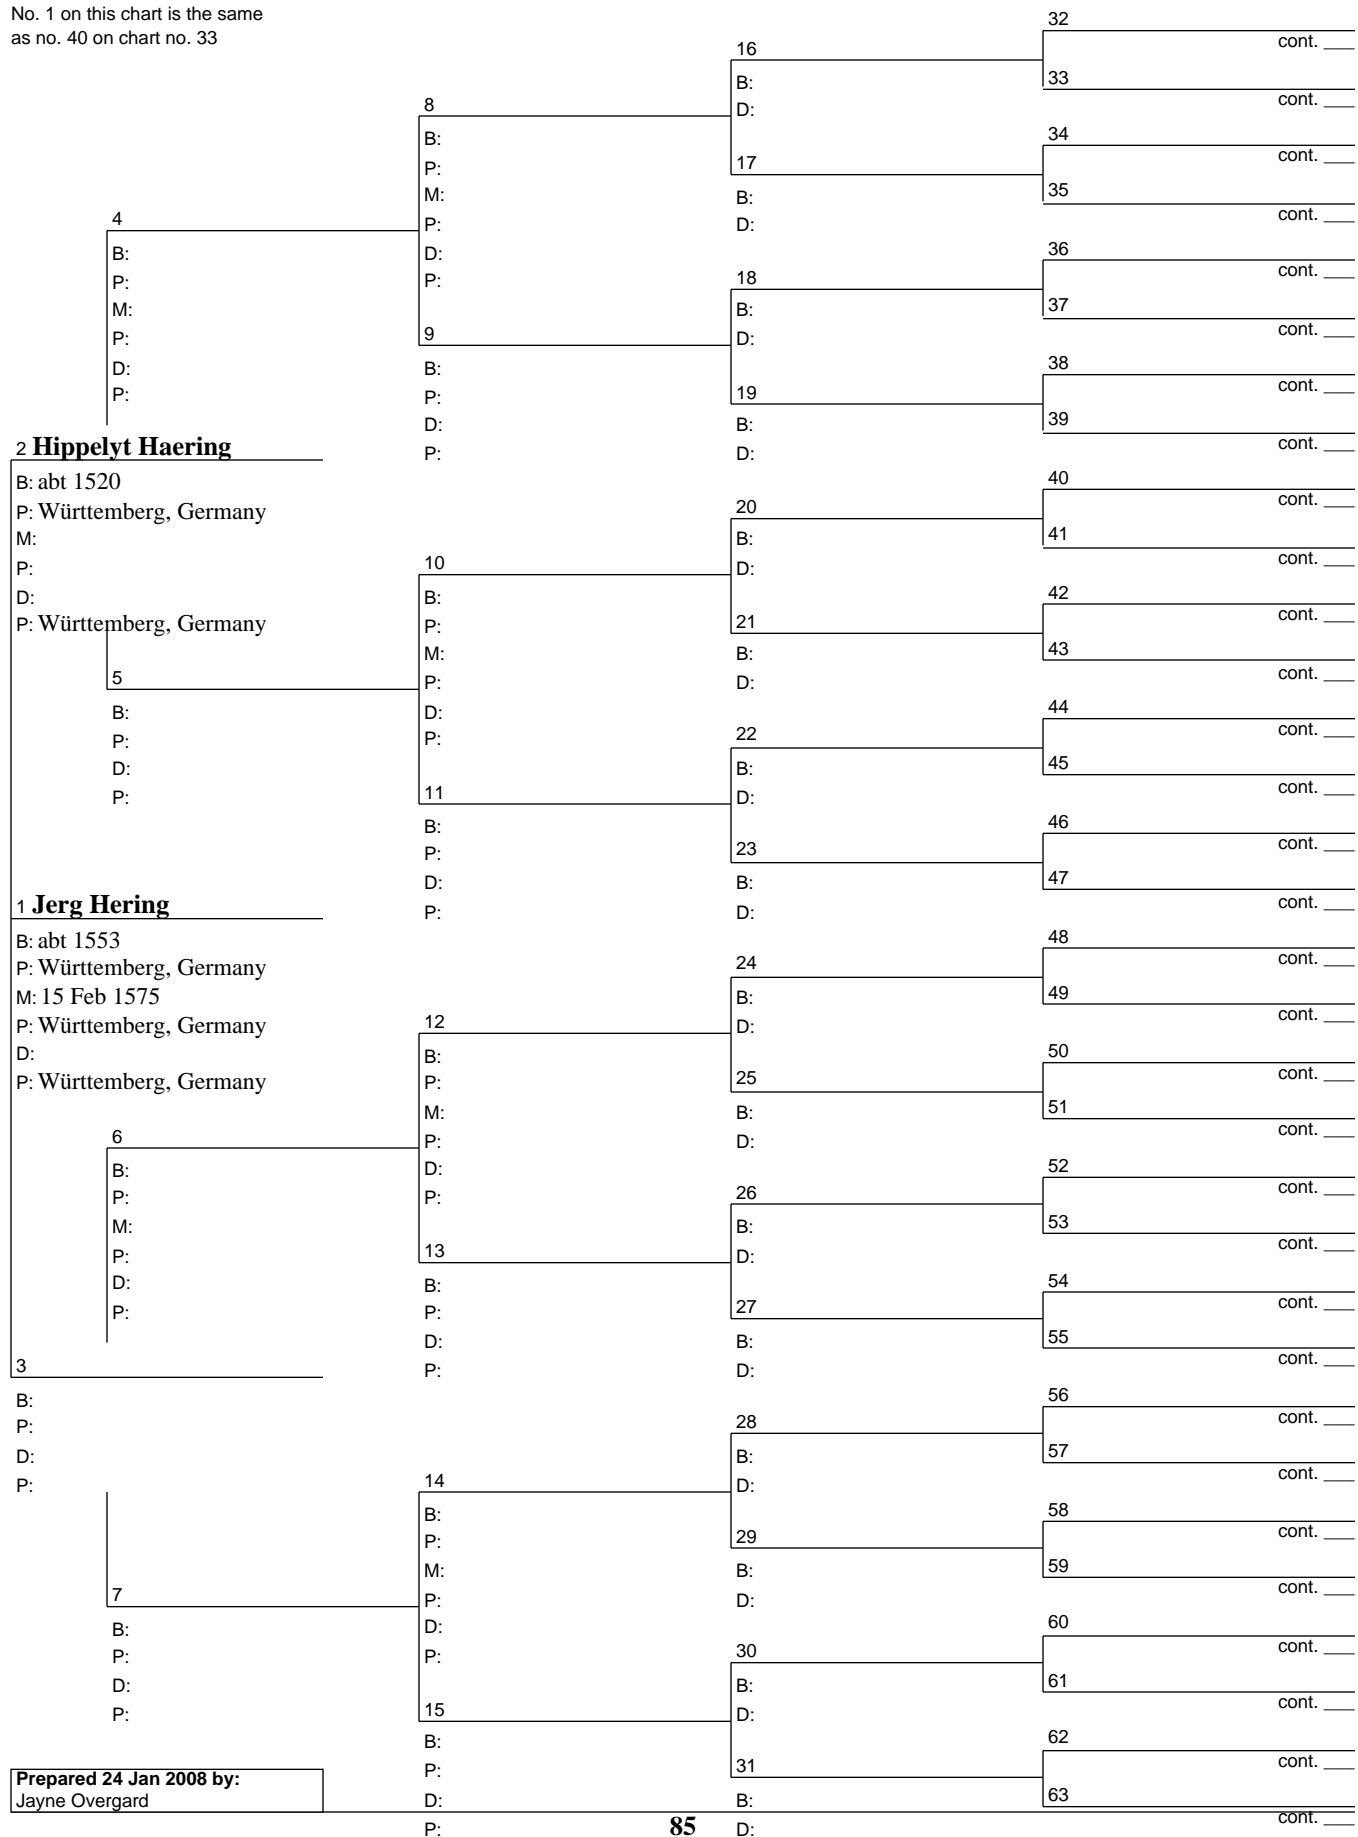 No. 1 on this chart is the same
as no. 40 on chart no. 33
2 Hippelyt Haering
B: abt 1520
P: Württemberg, Germany
M:
P:
D:
P: Württemberg, Germany
1 Jerg Hering
B: abt 1553
P: Württemberg, Germany
M: 15 Feb 1575
P: Württemberg, Germany
D:
P: Württemberg, Germany
3
B:
P:
D:
P:
4
B:
P:
M:
P:
D:
P:
5
B:
P:
D:
P:
6
B:
P:
M:
P:
D:
P:
7
B:
P:
D:
P:
8
B:
P:
M:
P:
D:
P:
9
B:
P:
D:
P:
10
B:
P:
M:
P:
D:
P:
11
B:
P:
D:
P:
12
B:
P:
M:
P:
D:
P:
13
B:
P:
D:
P:
14
B:
P:
M:
P:
D:
P:
15
B:
P:
D:
P:
16
B:
D:
17
B:
D:
18
B:
D:
19
B:
D:
20
B:
D:
21
B:
D:
22
B:
D:
23
B:
D:
24
B:
D:
25
B:
D:
26
B:
D:
27
B:
D:
28
B:
D:
29
B:
D:
30
B:
D:
31
B:
D:
32
cont. ___
33
cont. ___
34
cont. ___
35
cont. ___
36
cont. ___
37
cont. ___
38
cont. ___
39
cont. ___
40
cont. ___
41
cont. ___
42
cont. ___
43
cont. ___
44
cont. ___
45
cont. ___
46
cont. ___
47
cont. ___
48
cont. ___
49
cont. ___
50
cont. ___
51
cont. ___
52
cont. ___
53
cont. ___
54
cont. ___
55
cont. ___
56
cont. ___
57
cont. ___
58
cont. ___
59
cont. ___
60
cont. ___
61
cont. ___
62
cont. ___
63
cont. ___
Prepared 24 Jan 2008 by:
Jayne Overgard
85